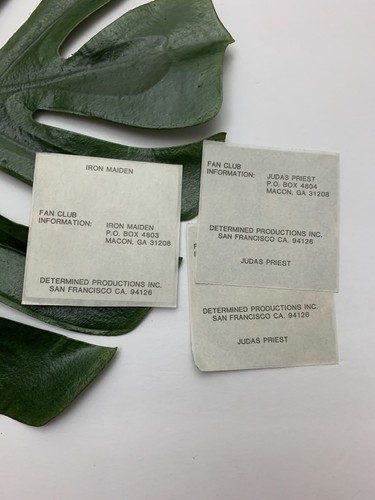 IRON MAIDEN
FAN CLUB
INFORMATION: IRON MAIDEN
P.O. BOX 4803
MACON, GA 31208
DETERMINED PRODUCTIONS INC.
SAN FRANCISCO CA. 94126
FAN CLUB
INFORMATION: JUDAS PRIEST
P.O. BOX 4804
MACON, GA 31208
DETERMINED PRODUCTIONS INC.
SAN FRANCISCO CA. 94126
JUDAS PRIEST
DETERMINED PRODUCTIONS INC.
SAN FRANCISCO CA. 94126
JUDAS PRIEST